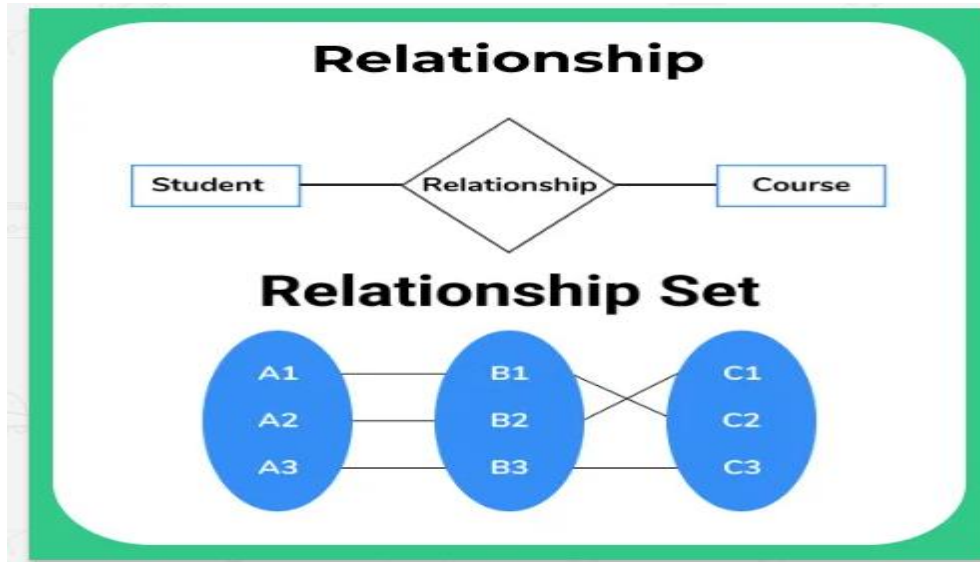 Relationship
Student Relationship Course
Relationship Set
A1 B1 C1
A2 B2 C2
A3 B3 C3